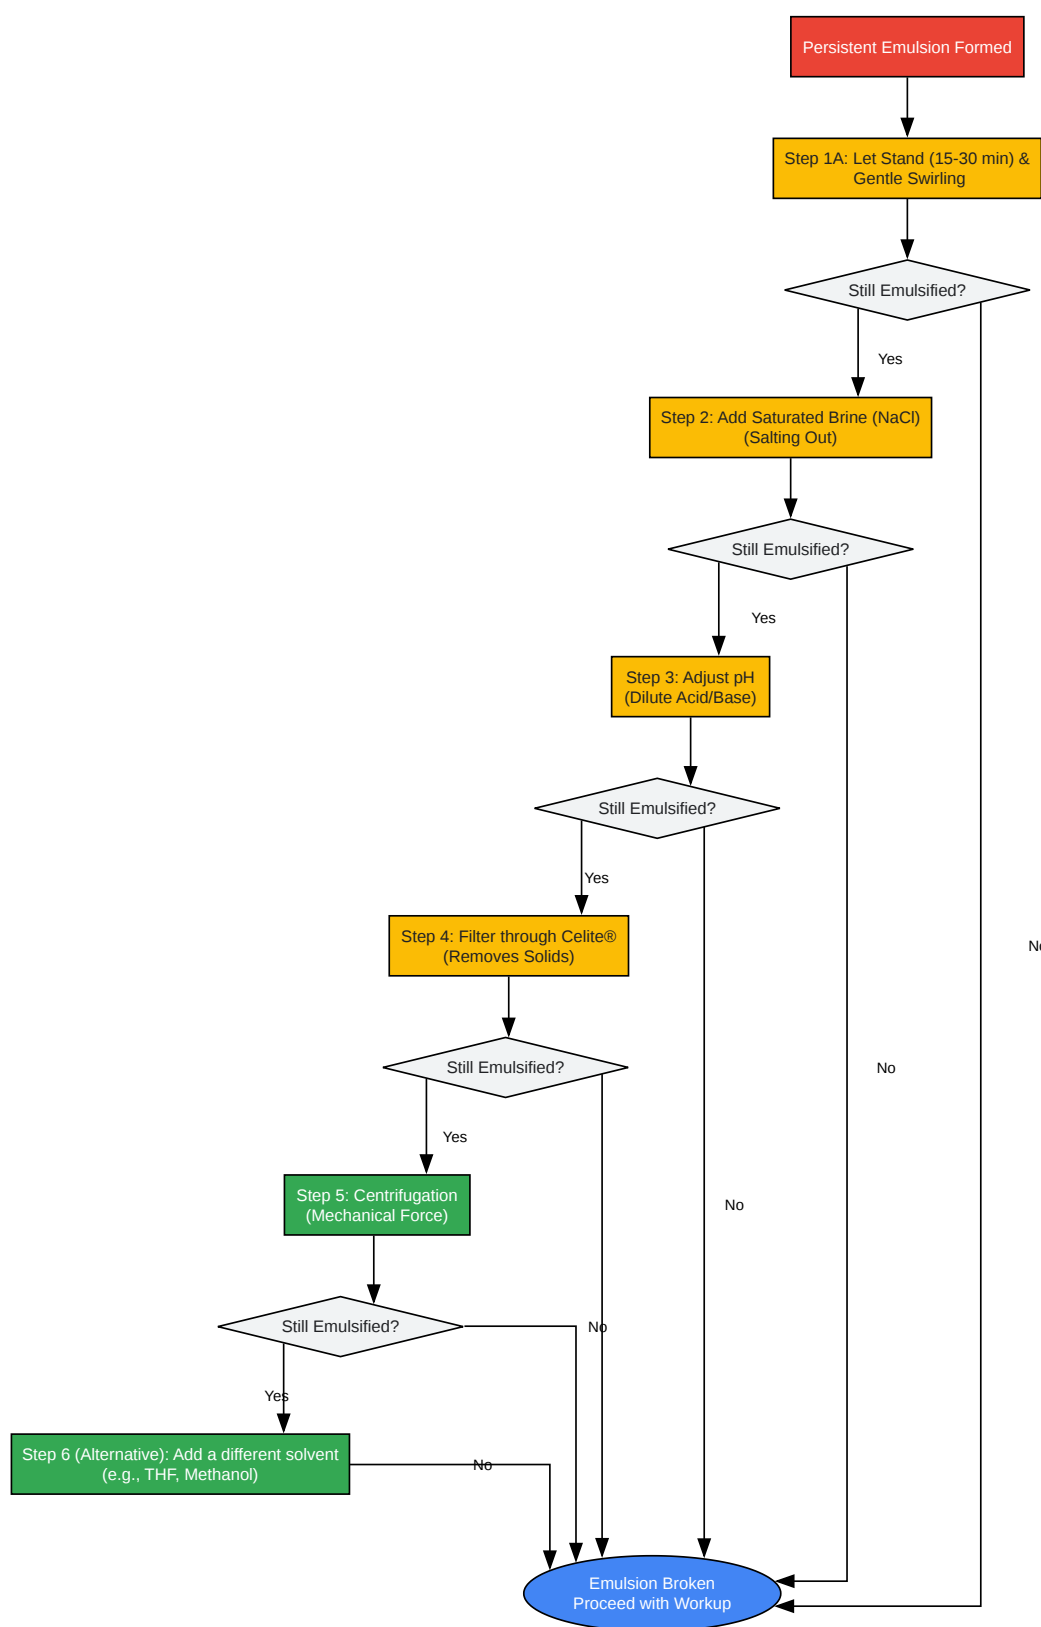 Persistent Emulsion Formed
Step 1A: Let Stand (15-30 min) &
Gentle Swirling
Still Emulsified?
Yes
Step 2: Add Saturated Brine (NaCl)
(Salting Out)
Still Emulsified?
Yes
Step 3: Adjust pH
(Dilute Acid/Base)
Still Emulsified?
Yes
Step 4: Filter through Celite®
(Removes Solids)
No
Still Emulsified?
No
Yes
Step 5: Centrifugation
(Mechanical Force)
No
Still Emulsified?
No
Yes
Step 6 (Alternative): Add a different solvent
(e.g., THF, Methanol)
No
Emulsion Broken
Proceed with Workup